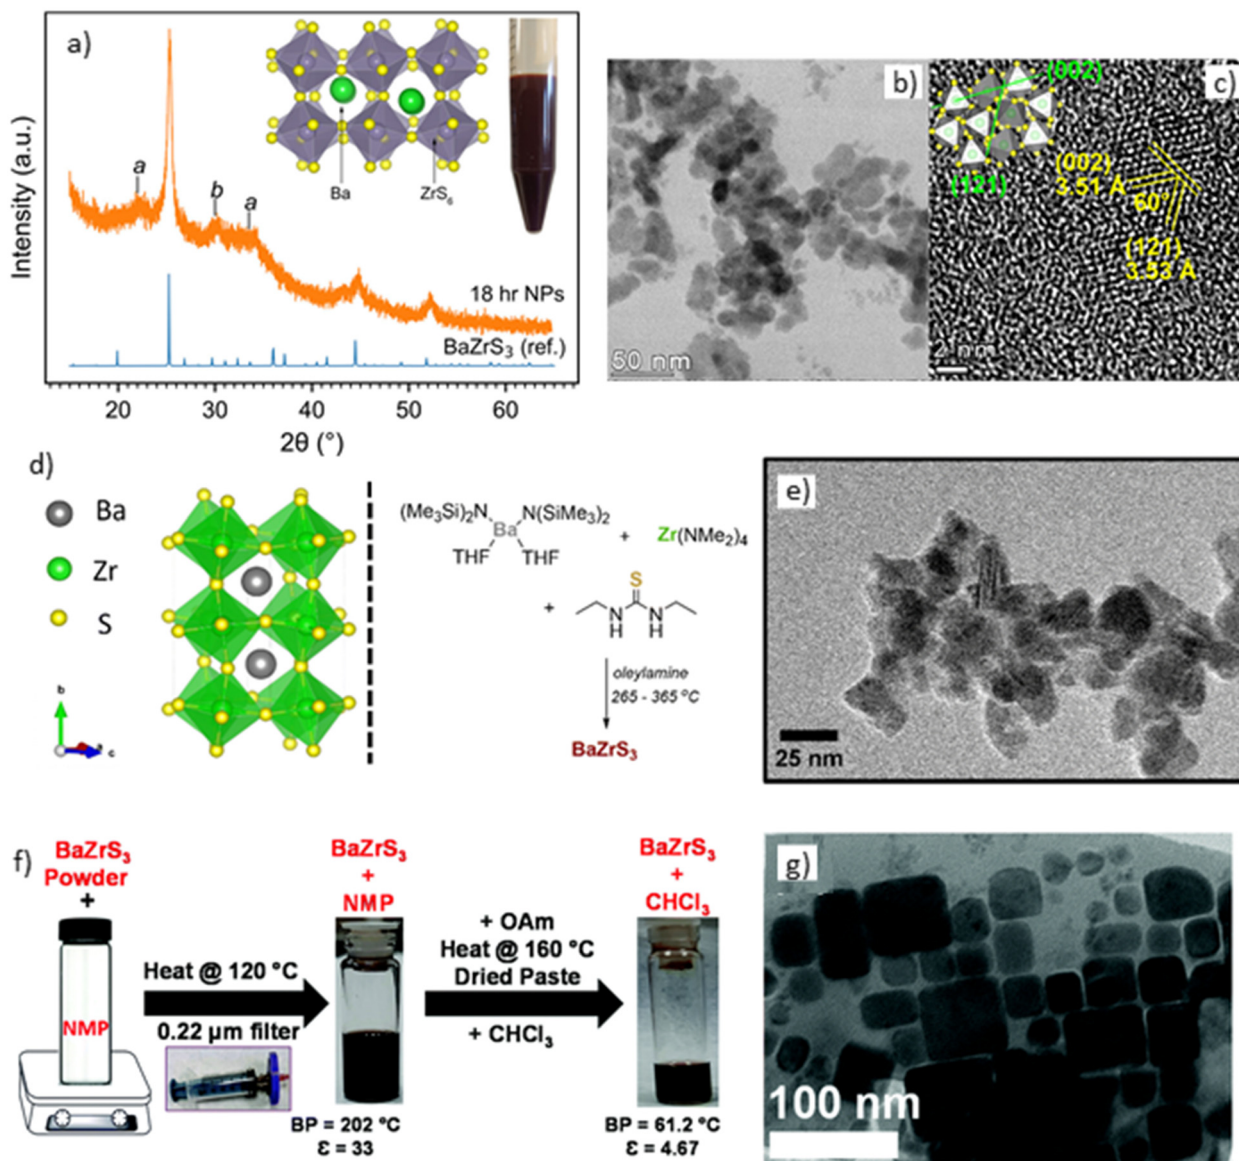 a)
Intensity (a.u.)
a
b
a
Ba
ZrS6
18 hr NPs
BaZrS3 (ref.)
20
30
40
50
60
2θ (°)
b)
50 nm
c)
(002)
(121)
(002)
3.51 Å
60°
(121)
3.53 Å
2 nm
d)
Ba
Zr
S
b
a
c
(Me3Si)2N
N(SiMe3)2
Ba
THF
THF
+
Zr(NMe2)4
+
S
N
H
N
H
oleylamine
265 - 365 °C
BaZrS3
e)
25 nm
f)
BaZrS3
Powder
+
NMP
Heat @ 120 °C
0.22 µm filter
BaZrS3
+
NMP
BP = 202 °C
ε = 33
+ OAm
Heat @ 160 °C
Dried Paste
+ CHCl3
BaZrS3
+
CHCl3
BP = 61.2 °C
ε = 4.67
g)
100 nm